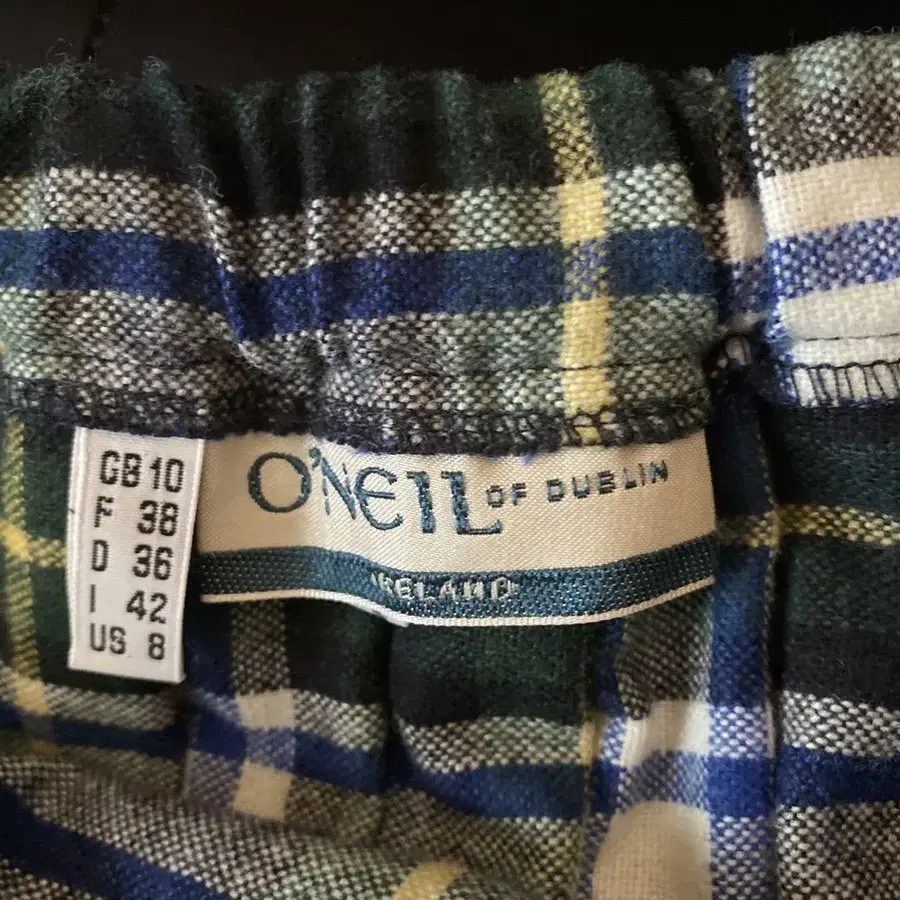 GB 10
F 38
D 36
I 42
US 8
O'NEIL OF DUBLIN
IRELAND